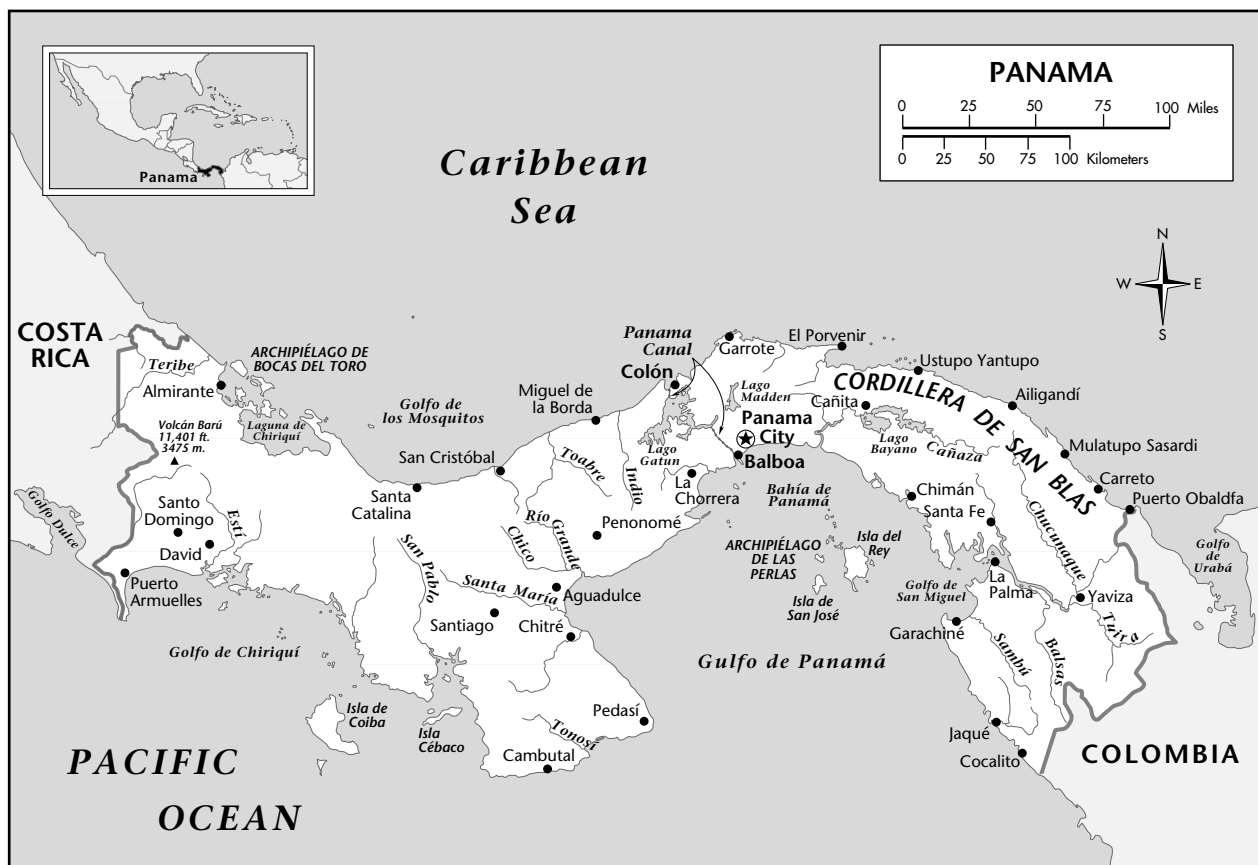 PANAMA
0 25 50 75 100 Miles
0 25 50 75 100 Kilometers
Panama
Caribbean
Sea
N
W E
S
COSTA
RICA
Teribe
Almirante
ARCHIPIÉLAGO DE
BOCAS DEL TORO
Volcán Barú
11,401 ft.
3475 m.
Laguna de
Chiriquí
Golfo de
los Mosquitos
Miguel de
la Borda
Panama
Canal
Colón
Garrote
El Porvenir
Ustupo Yantupo
CORDILLERA DE SAN BLAS
Ailigandí
Lago
Madden
Cañita
Panama
City
Balboa
Lago
Bayano
Cañaza
Mulatupo Sasardi
Carreto
Puerto Obaldfa
San Cristóbal
Toabre
Indio
Lago
Gatun
La
Chorrera
Bahía de
Panamá
Chimán
Santa Fe
Chucunaque
Golfo
de
Urabá
Golfo Dulce
Santo
Domingo
David
Estí
Santa
Catalina
Río Grande
Chico
Penonomé
Puerto
Armuelles
San Pablo
Santa María
Aguadulce
ARCHIPIÉLAGO
DE LAS
PERLAS
Isla del
Rey
Isla de
San José
Golfo de
San Miguel
La
Palma
Yaviza
Tuira
Santiago
Chitré
Garachiné
Sambú
Balsas
Golfo de Chiriquí
Gulfo de Panamá
Isla de
Coiba
Isla
Cébaco
Pedasí
Tonosí
Cambutal
Jaqué
Cocalito
COLOMBIA
PACIFIC
OCEAN